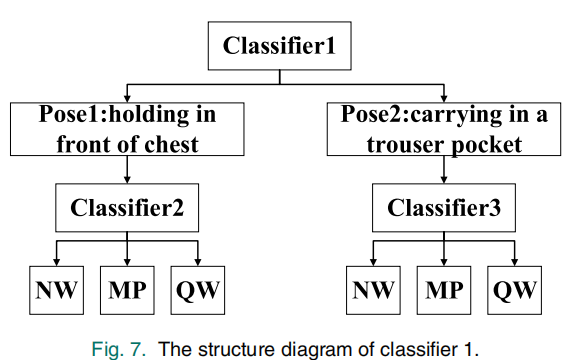 Classifier1
Pose1:holding in
front of chest
Pose2:carrying in a
trouser pocket
Classifier2
Classifier3
NW MP QW
NW MP QW
Fig. 7. The structure diagram of classifier 1.